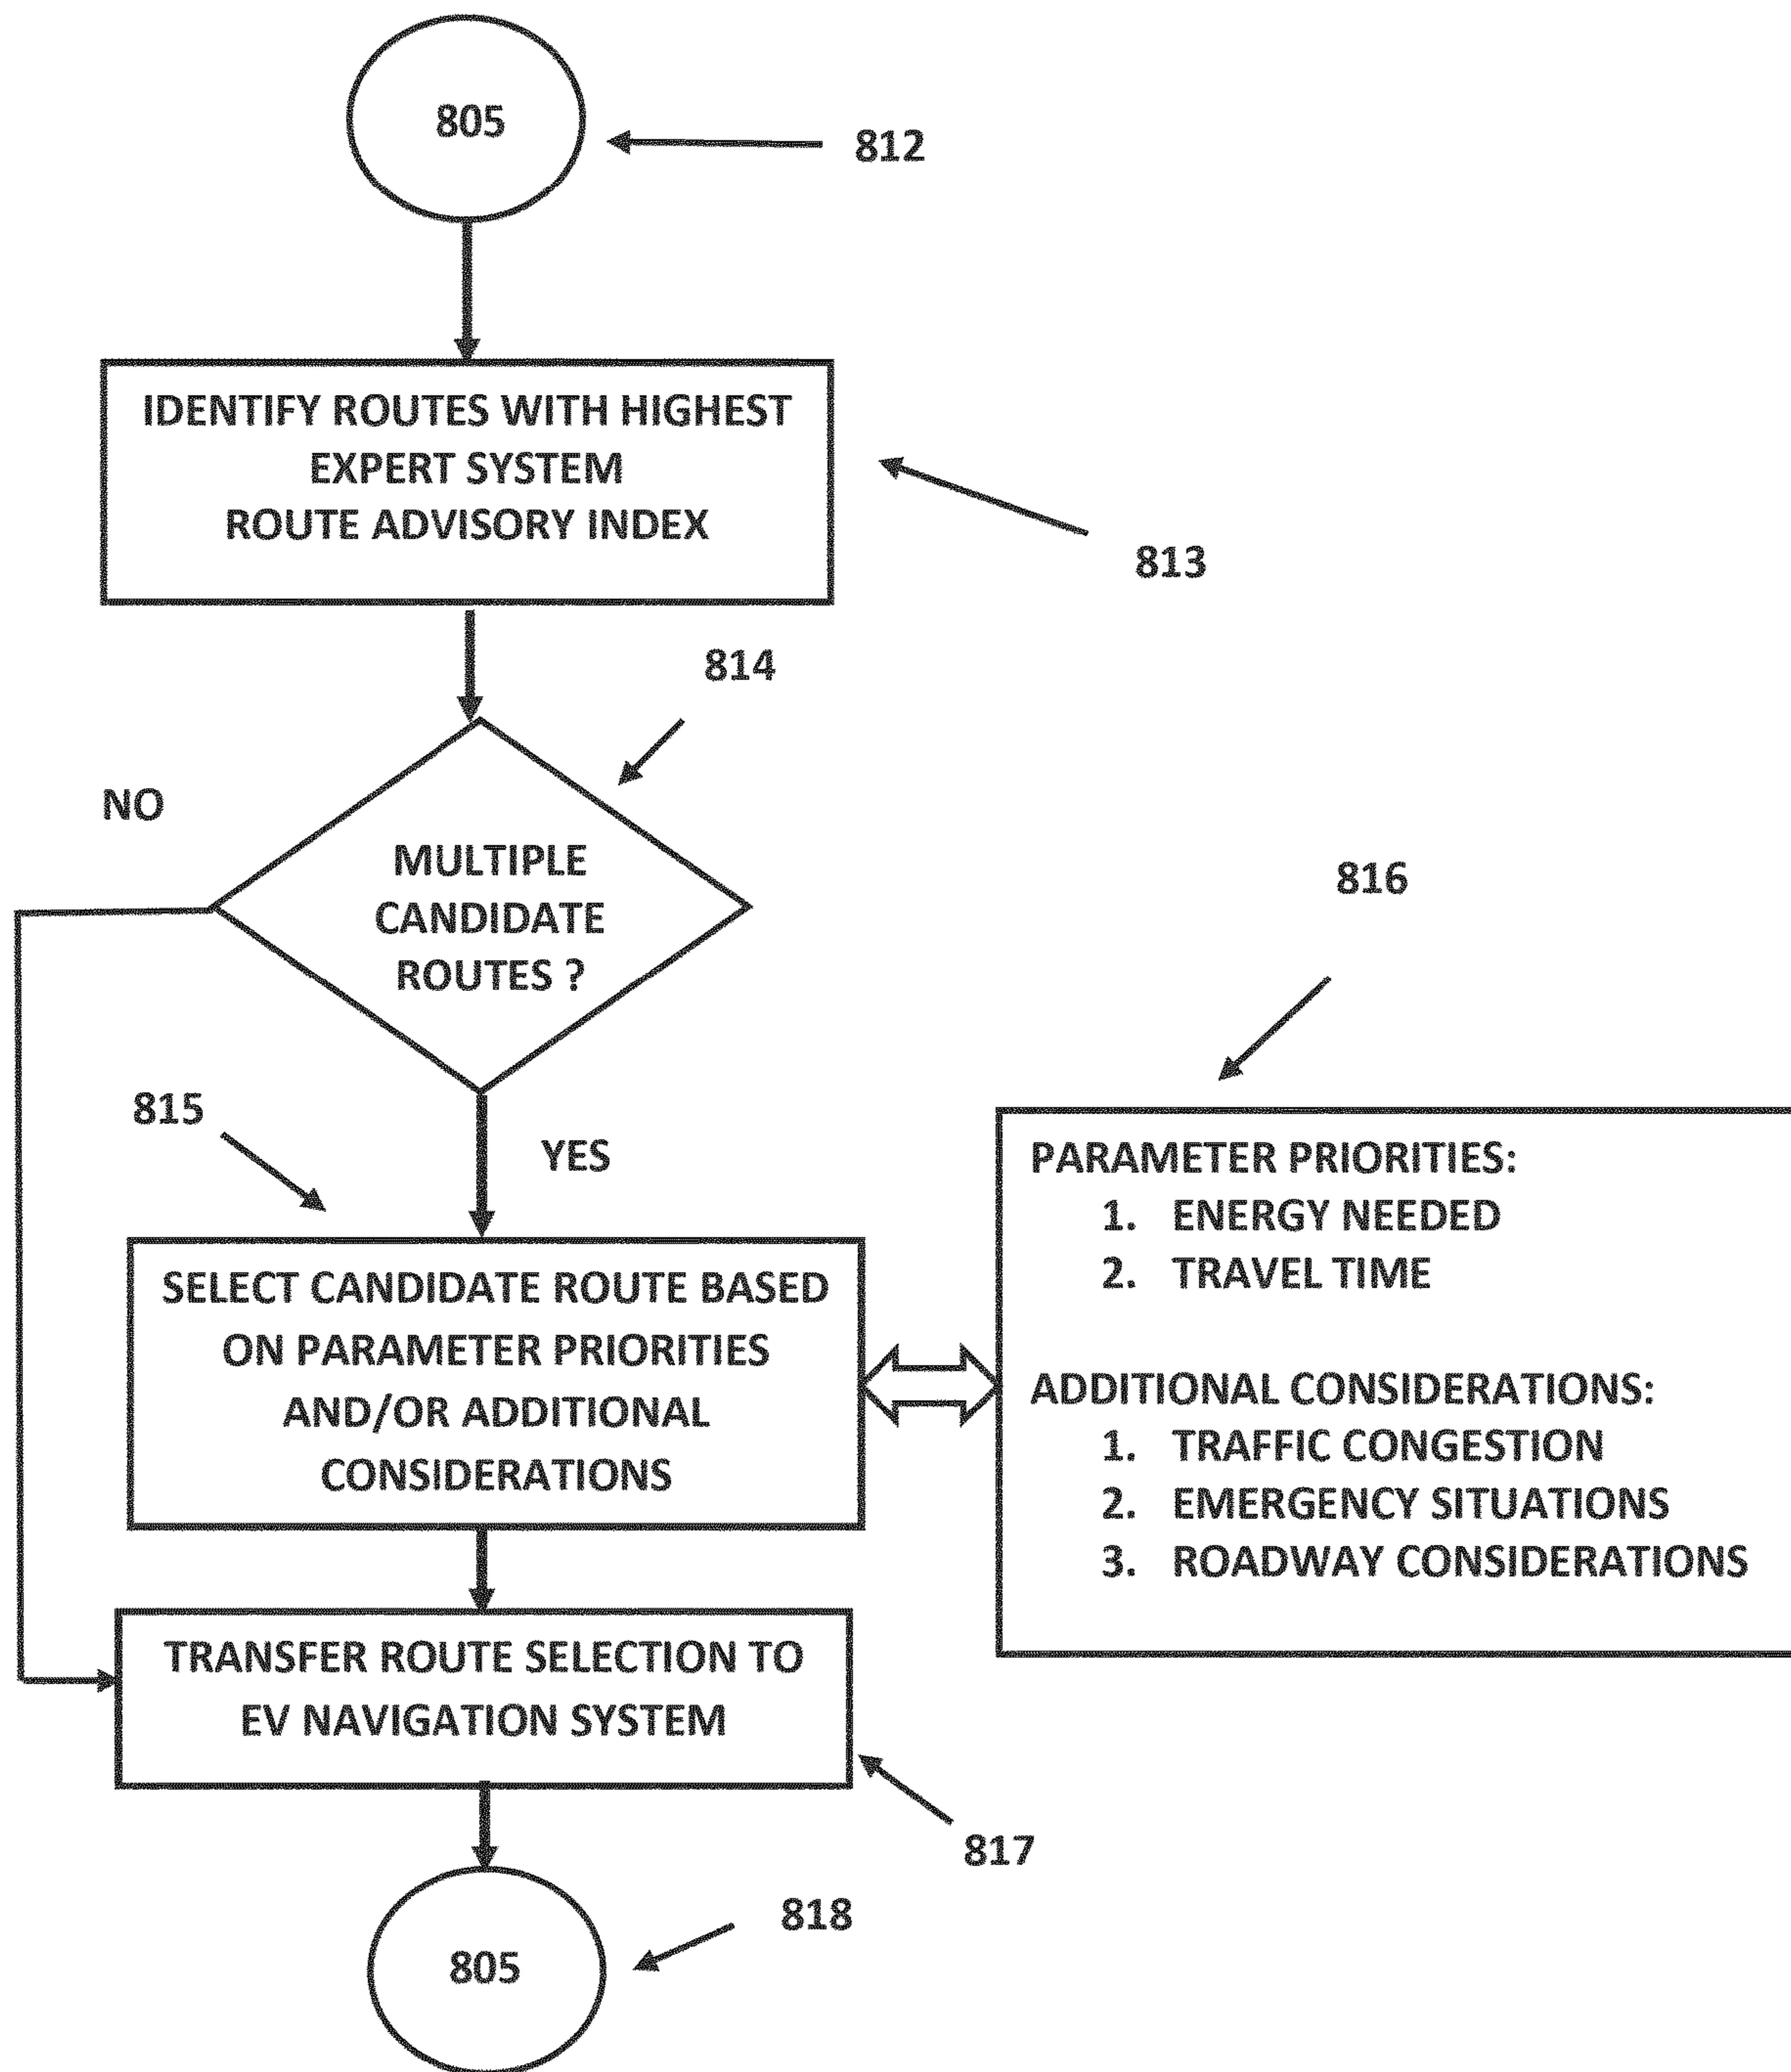 805
812
IDENTIFY ROUTES WITH HIGHEST
EXPERT SYSTEM
ROUTE ADVISORY INDEX
813
814
NO
MULTIPLE
CANDIDATE
ROUTES ?
816
815
YES
SELECT CANDIDATE ROUTE BASED
ON PARAMETER PRIORITIES
AND/OR ADDITIONAL
CONSIDERATIONS
PARAMETER PRIORITIES:
1. ENERGY NEEDED
2. TRAVEL TIME
ADDITIONAL CONSIDERATIONS:
1. TRAFFIC CONGESTION
2. EMERGENCY SITUATIONS
3. ROADWAY CONSIDERATIONS
TRANSFER ROUTE SELECTION TO
EV NAVIGATION SYSTEM
817
818
805